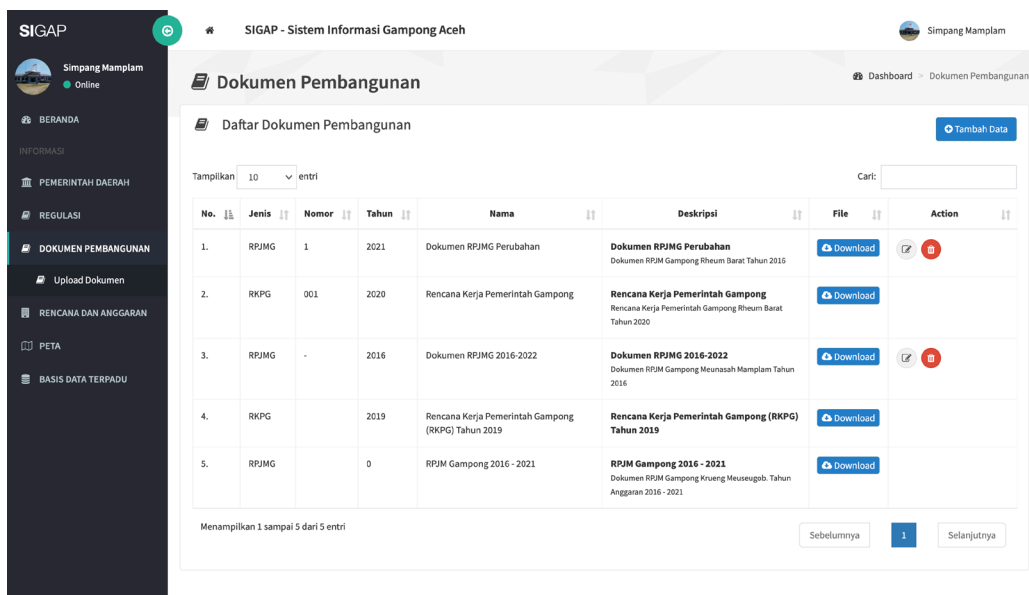 SIGAP
SIGAP - Sistem Informasi Gampong Aceh
Simpang Mamplam
Simpang Mamplam
Online
BERANDA
INFORMASI
PEMERINTAH DAERAH
REGULASI
DOKUMEN PEMBANGUNAN
Upload Dokumen
RENCANA DAN ANGGARAN
PETA
BASIS DATA TERPADU
Dokumen Pembangunan
Dashboard > Dokumen Pembangunan
Daftar Dokumen Pembangunan
Tambah Data
Tampilkan 10 entri
Cari:
No. Jenis Nomor Tahun Nama Deskripsi File Action
1. RPJMG 1 2021 Dokumen RPJMG Perubahan Dokumen RPJMG Perubahan Download
Dokumen RPJM Gampong Rheum Barat Tahun 2016
2. RKPG 001 2020 Rencana Kerja Pemerintah Gampong Rencana Kerja Pemerintah Gampong Download
Rencana Kerja Pemerintah Gampong Rheum Barat
Tahun 2020
3. RPJMG - 2016 Dokumen RPJMG 2016-2022 Dokumen RPJMG 2016-2022 Download
Dokumen RPJM Gampong Meunasah Mamplam Tahun
2016
4. RKPG 2019 Rencana Kerja Pemerintah Gampong Rencana Kerja Pemerintah Gampong (RKPG) Download
(RKPG) Tahun 2019 Tahun 2019
5. RPJMG 0 RPJM Gampong 2016 - 2021 RPJM Gampong 2016 - 2021 Download
Dokumen RPJM Gampong Krueng Meuseugob. Tahun
Anggaran 2016 - 2021
Menampilkan 1 sampai 5 dari 5 entri
Sebelumnya 1 Selanjutnya